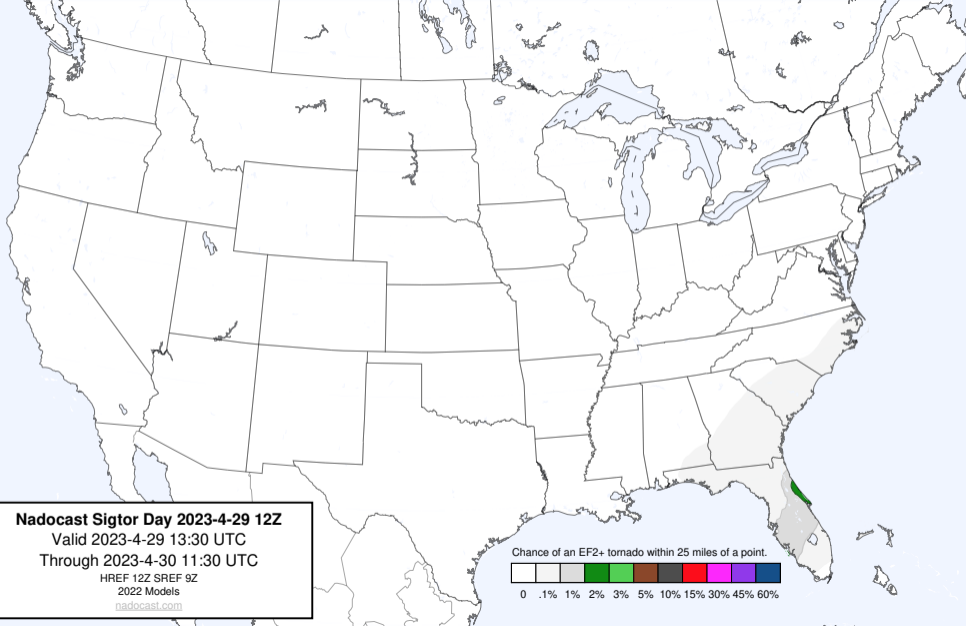 Nadocast Sigtor Day 2023-4-29 12Z
Valid 2023-4-29 13:30 UTC
Through 2023-4-30 11:30 UTC
HREF 12Z SREF 9Z
2022 Models
nadocast.com
Chance of an EF2+ tornado within 25 miles of a point.
0 .1% 1% 2% 3% 5% 10% 15% 30% 45% 60%